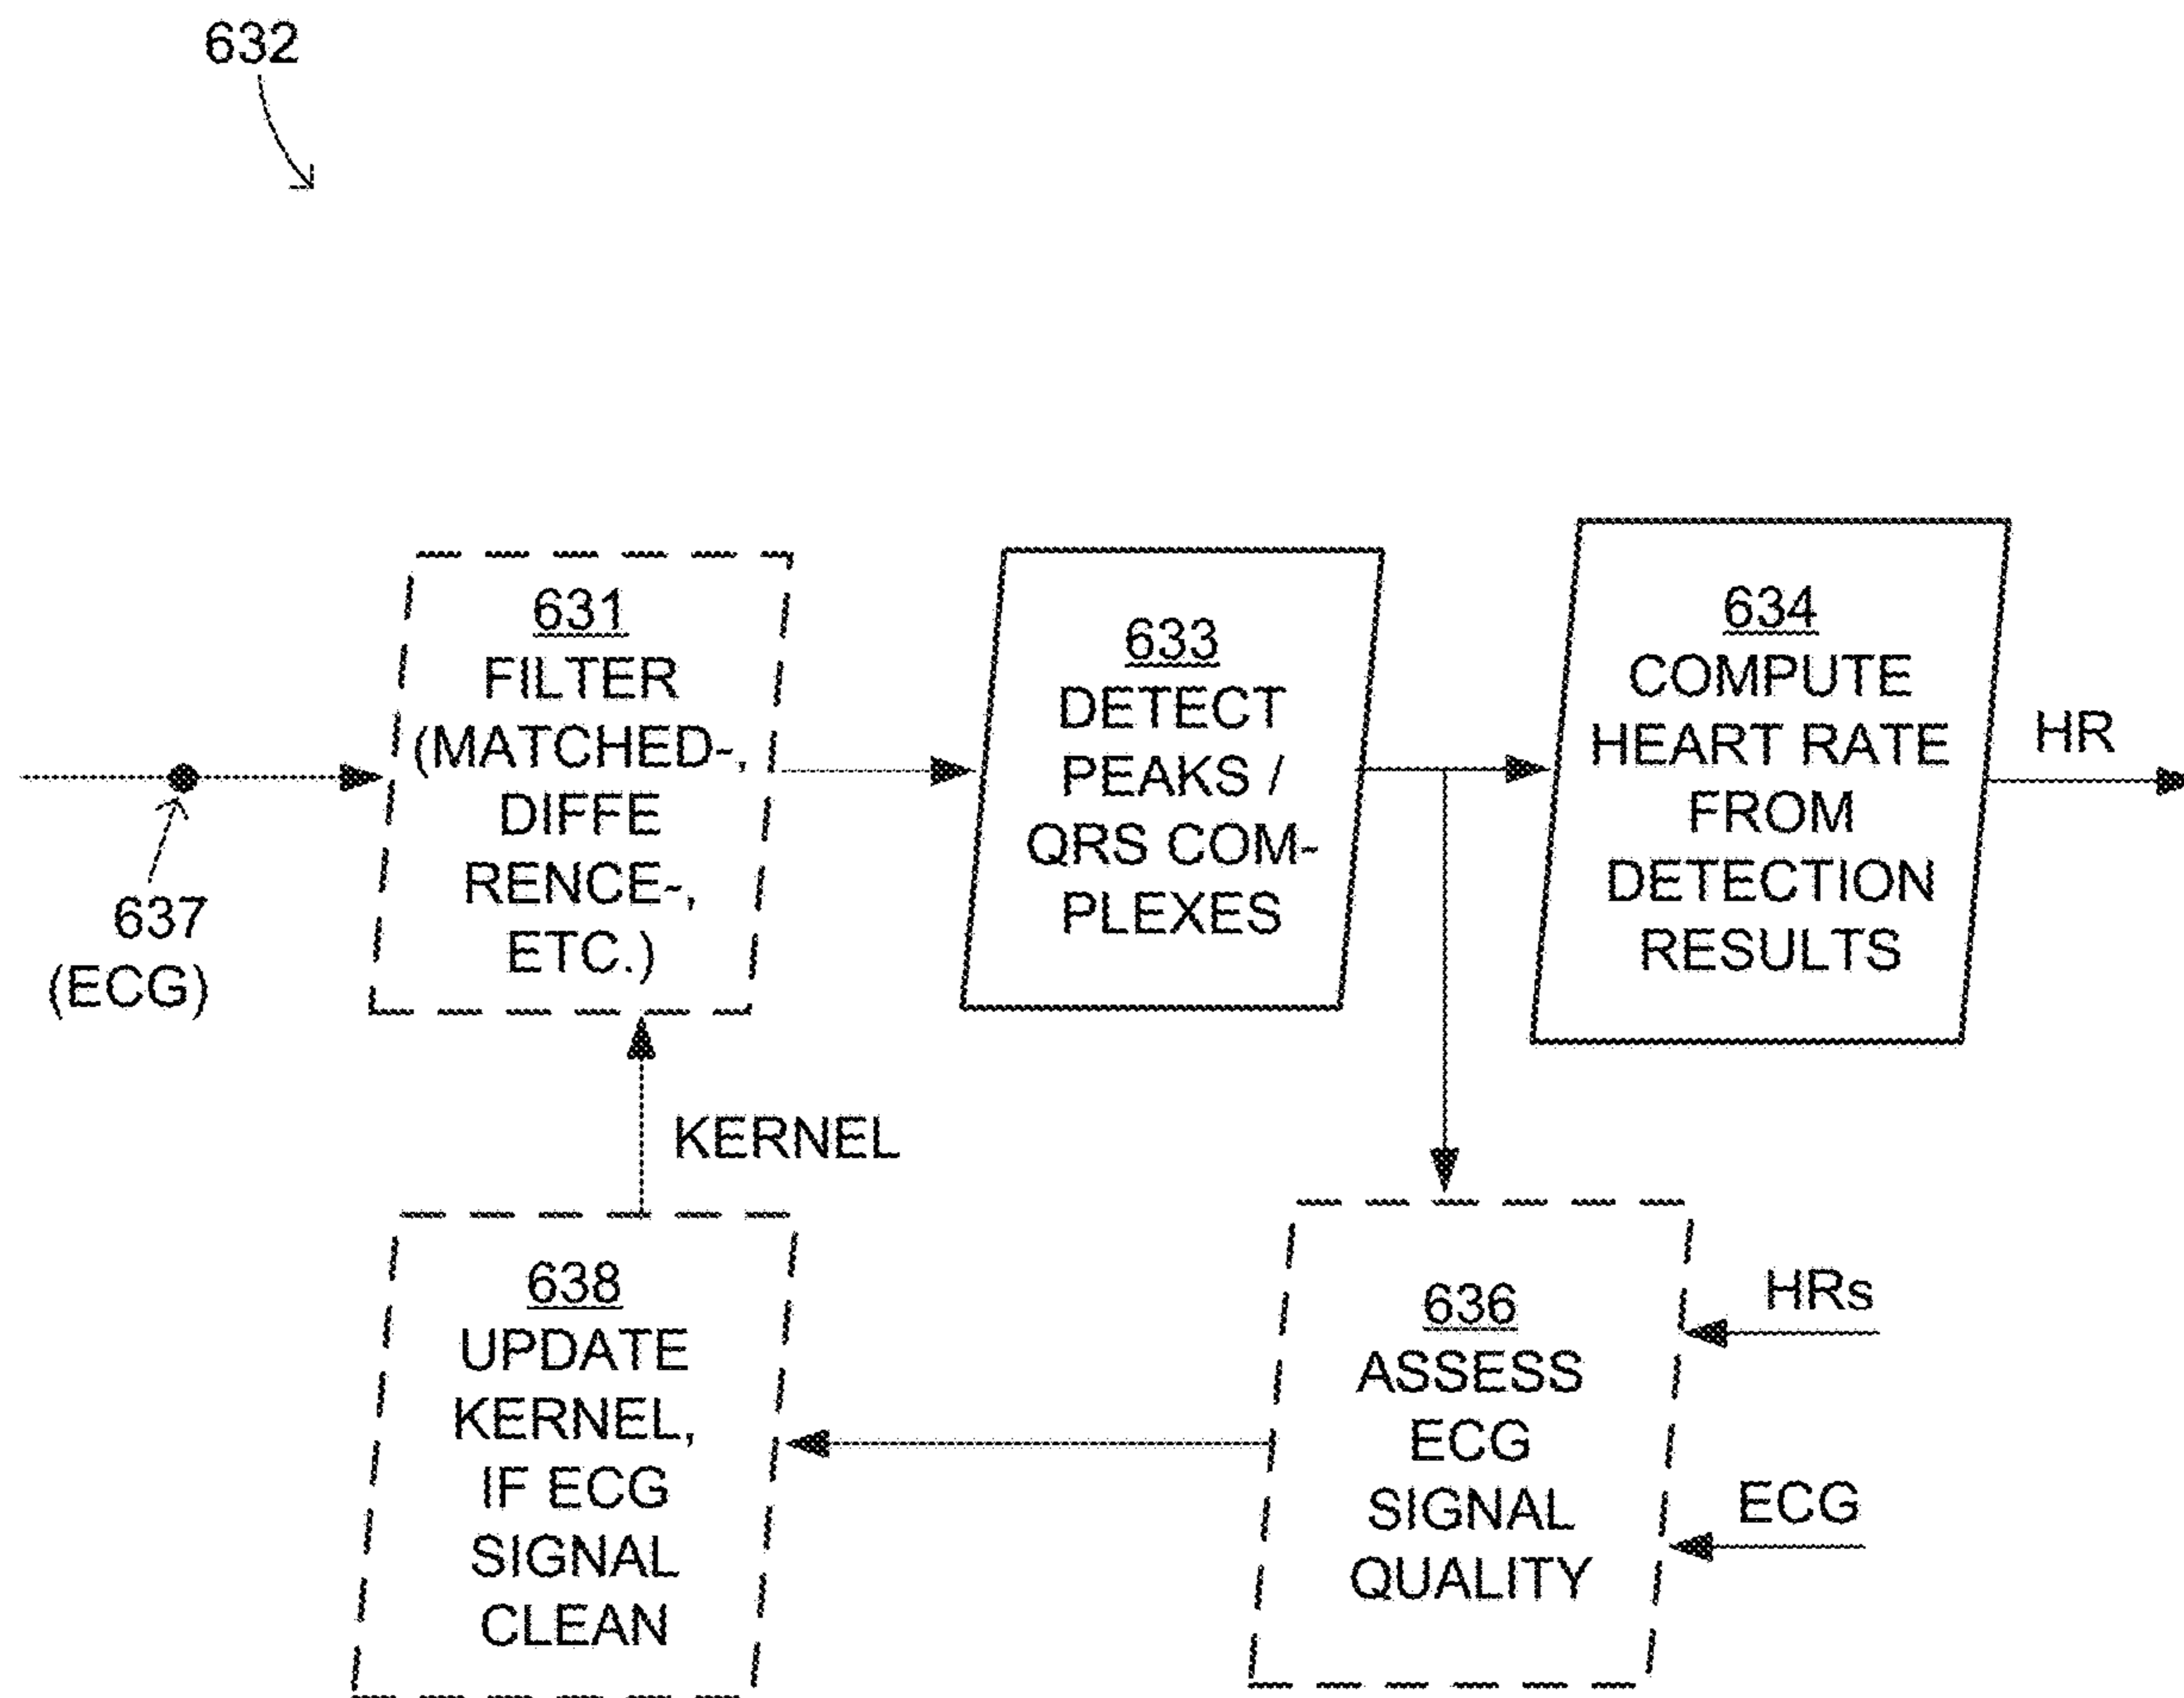 632
631
FILTER
(MATCHED-,
DIFFE
RENCE-,
ETC.)
633
DETECT
PEAKS /
QRS COM-
PLEXES
634
COMPUTE
HEART RATE
FROM
DETECTION
RESULTS
HR
637
(ECG)
KERNEL
638
UPDATE
KERNEL,
IF ECG
SIGNAL
CLEAN
636
ASSESS
ECG
SIGNAL
QUALITY
HRs
ECG